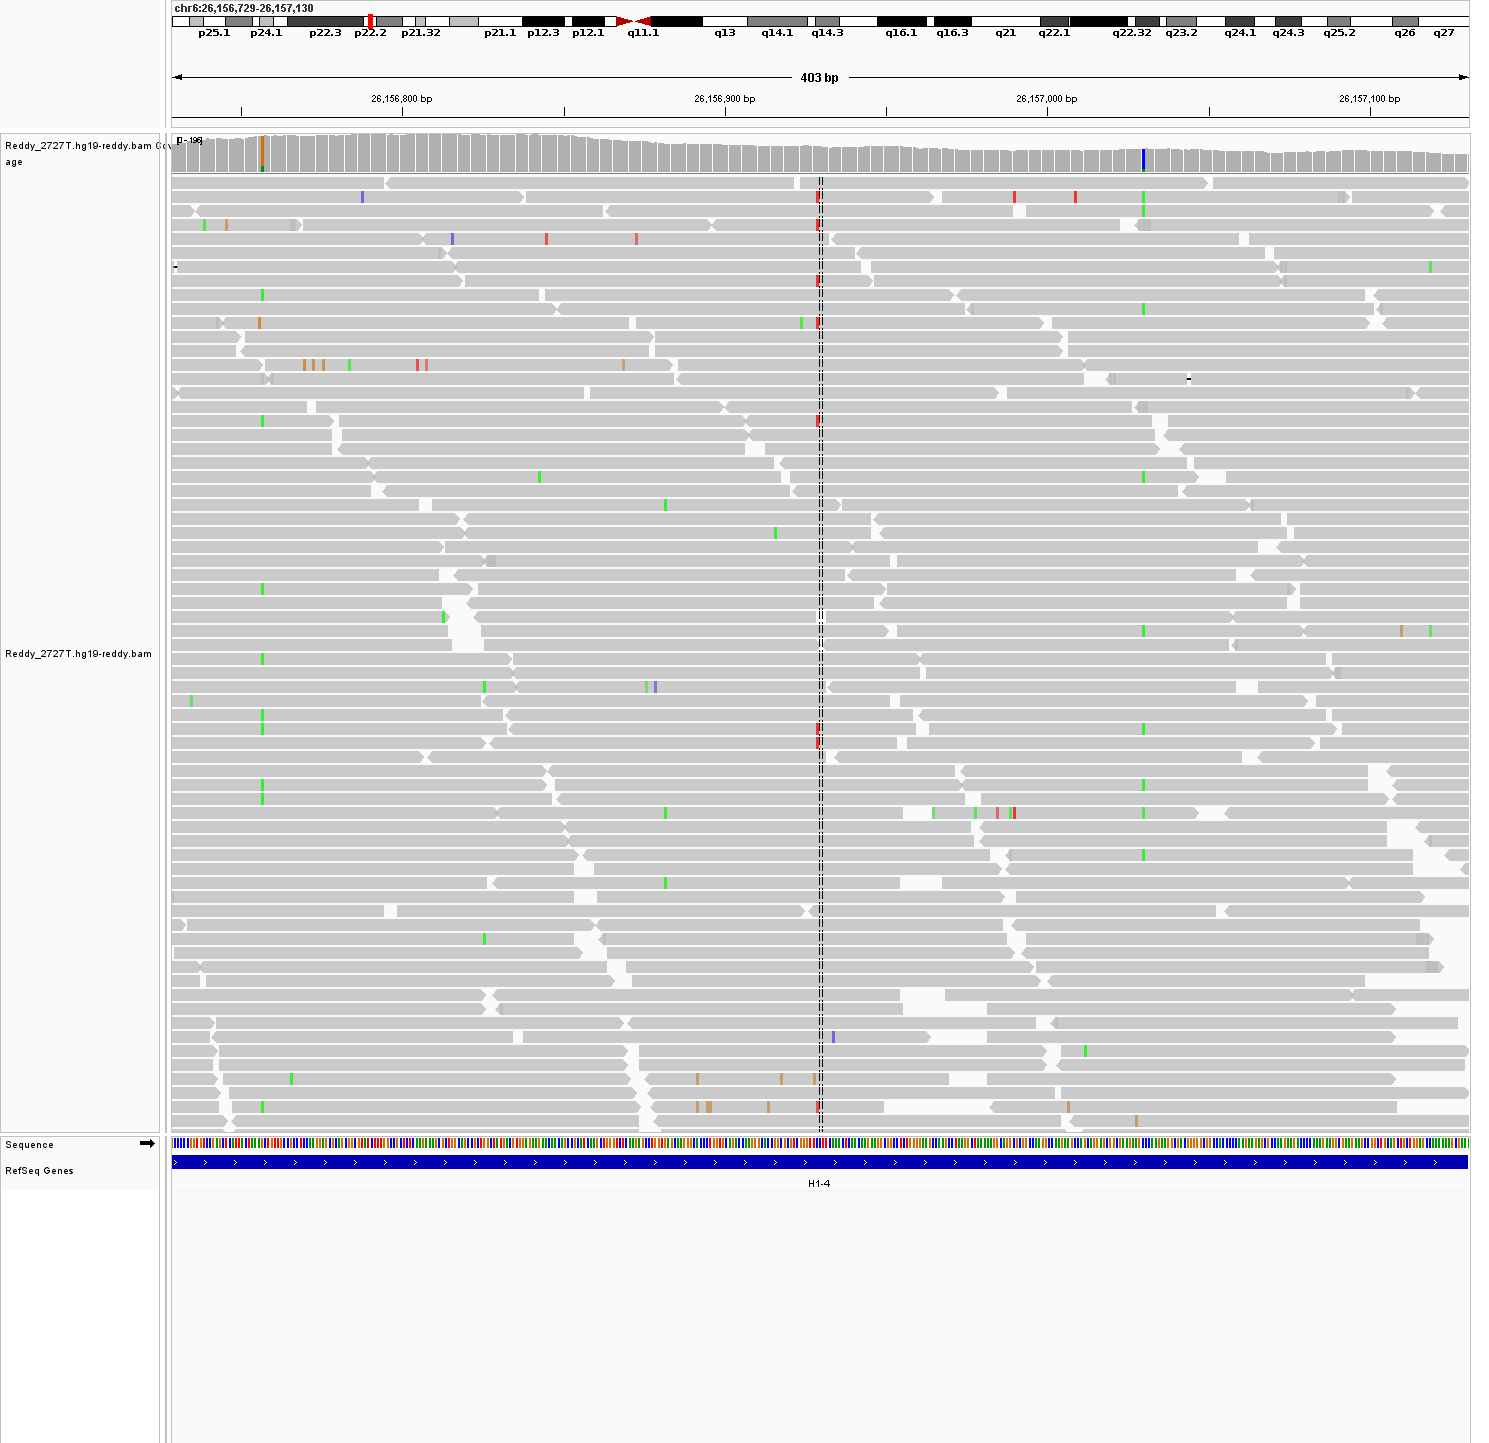 chr6:26,156,729-26,157,130
p25.1 p24.1 p22.3 p22.2 p21.32 p21.1 p12.3 p12.1 q11.1 q13 q14.1 q14.3 q16.1 q16.3 q21 q22.1 q22.32 q23.2 q24.1 q24.3 q25.2 q26 q27
403 bp
26,156,800 bp 26,156,900 bp 26,157,000 bp 26,157,100 bp
[0 - 196]
Reddy_2727T.hg19-reddy.bam Cov
age
Reddy_2727T.hg19-reddy.bam
Sequence
RefSeq Genes
H1-4